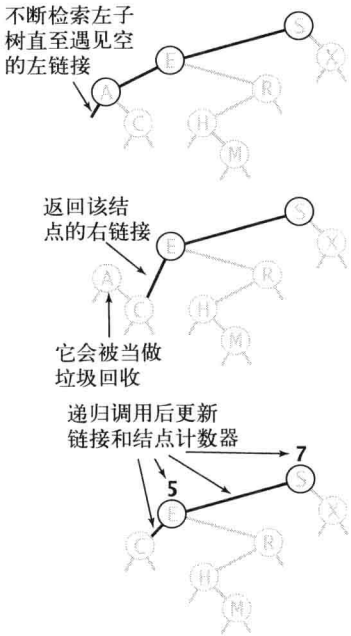 不断检索左子
树直至遇见空
的左链接
S
E
X
A
R
C
H
M
返回该结
点的右链接
S
E
X
A
R
C
H
M
它会被当做
垃圾回收
递归调用后更新
链接和结点计数器
7
5
S
E
X
C
R
H
M